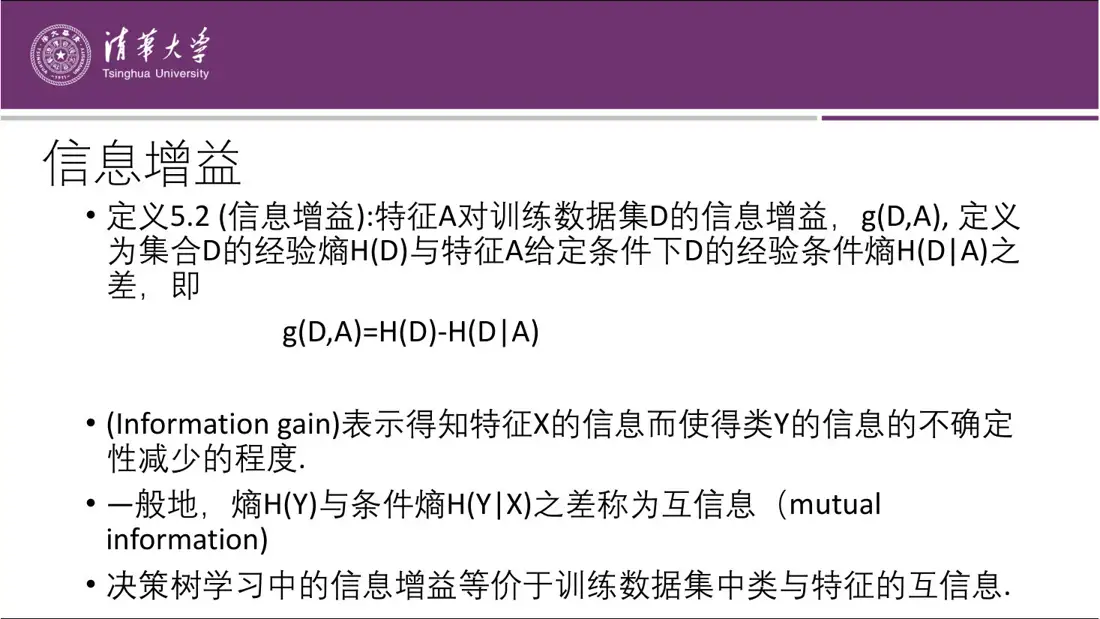 清华大学
Tsinghua University
信息增益
• 定义5.2 (信息增益):特征A对训练数据集D的信息增益，g(D,A), 定义
为集合D的经验熵H(D)与特征A给定条件下D的经验条件熵H(D|A)之
差，即
g(D,A)=H(D)-H(D|A)
• (Information gain)表示得知特征X的信息而使得类Y的信息的不确定
性减少的程度.
• —般地，熵H(Y)与条件熵H(Y|X)之差称为互信息（mutual
information)
• 决策树学习中的信息增益等价于训练数据集中类与特征的互信息.